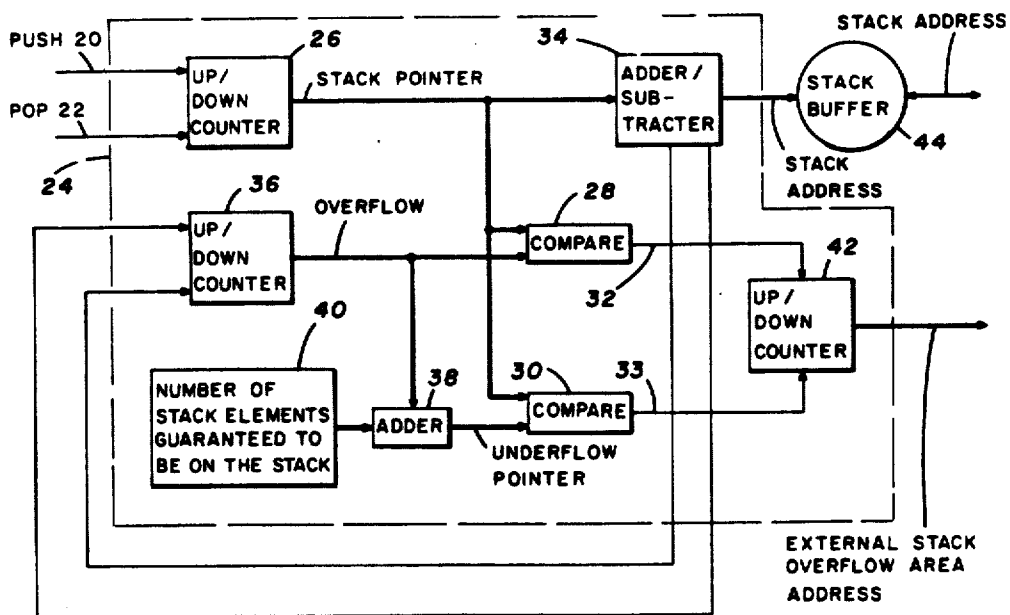 PUSH 20
POP 22
24
26
UP/
DOWN
COUNTER
STACK POINTER
34
ADDER/
SUB-
TRACTER
STACK ADDRESS
STACK
BUFFER
44
STACK
ADDRESS
36
UP/
DOWN
COUNTER
OVERFLOW
28
COMPARE
32
42
UP/
DOWN
COUNTER
40
NUMBER OF
STACK ELEMENTS
GUARANTEED TO
BE ON THE STACK
38
ADDER
30
COMPARE
33
UNDERFLOW
POINTER
EXTERNAL STACK
OVERFLOW AREA
ADDRESS